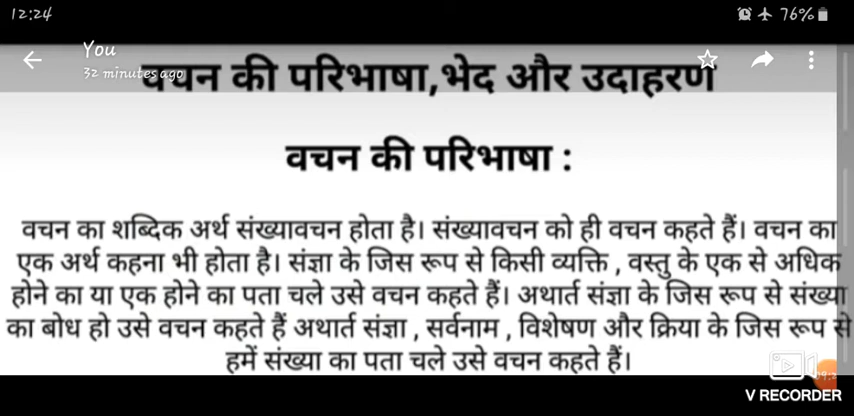 12:24
76%
You
32 minutes ago
वचन की परिभाषा,भेद और उदाहरण
वचन की परिभाषा :
वचन का शब्दिक अर्थ संख्यावचन होता है। संख्यावचन को ही वचन कहते हैं। वचन का
एक अर्थ कहना भी होता है। संज्ञा के जिस रूप से किसी व्यक्ति , वस्तु के एक से अधिक
होने का या एक होने का पता चले उसे वचन कहते हैं। अथार्त संज्ञा के जिस रूप से संख्या
का बोध हो उसे वचन कहते हैं अथार्त संज्ञा , सर्वनाम , विशेषण और क्रिया के जिस रूप से
हमें संख्या का पता चले उसे वचन कहते हैं।
V RECORDER